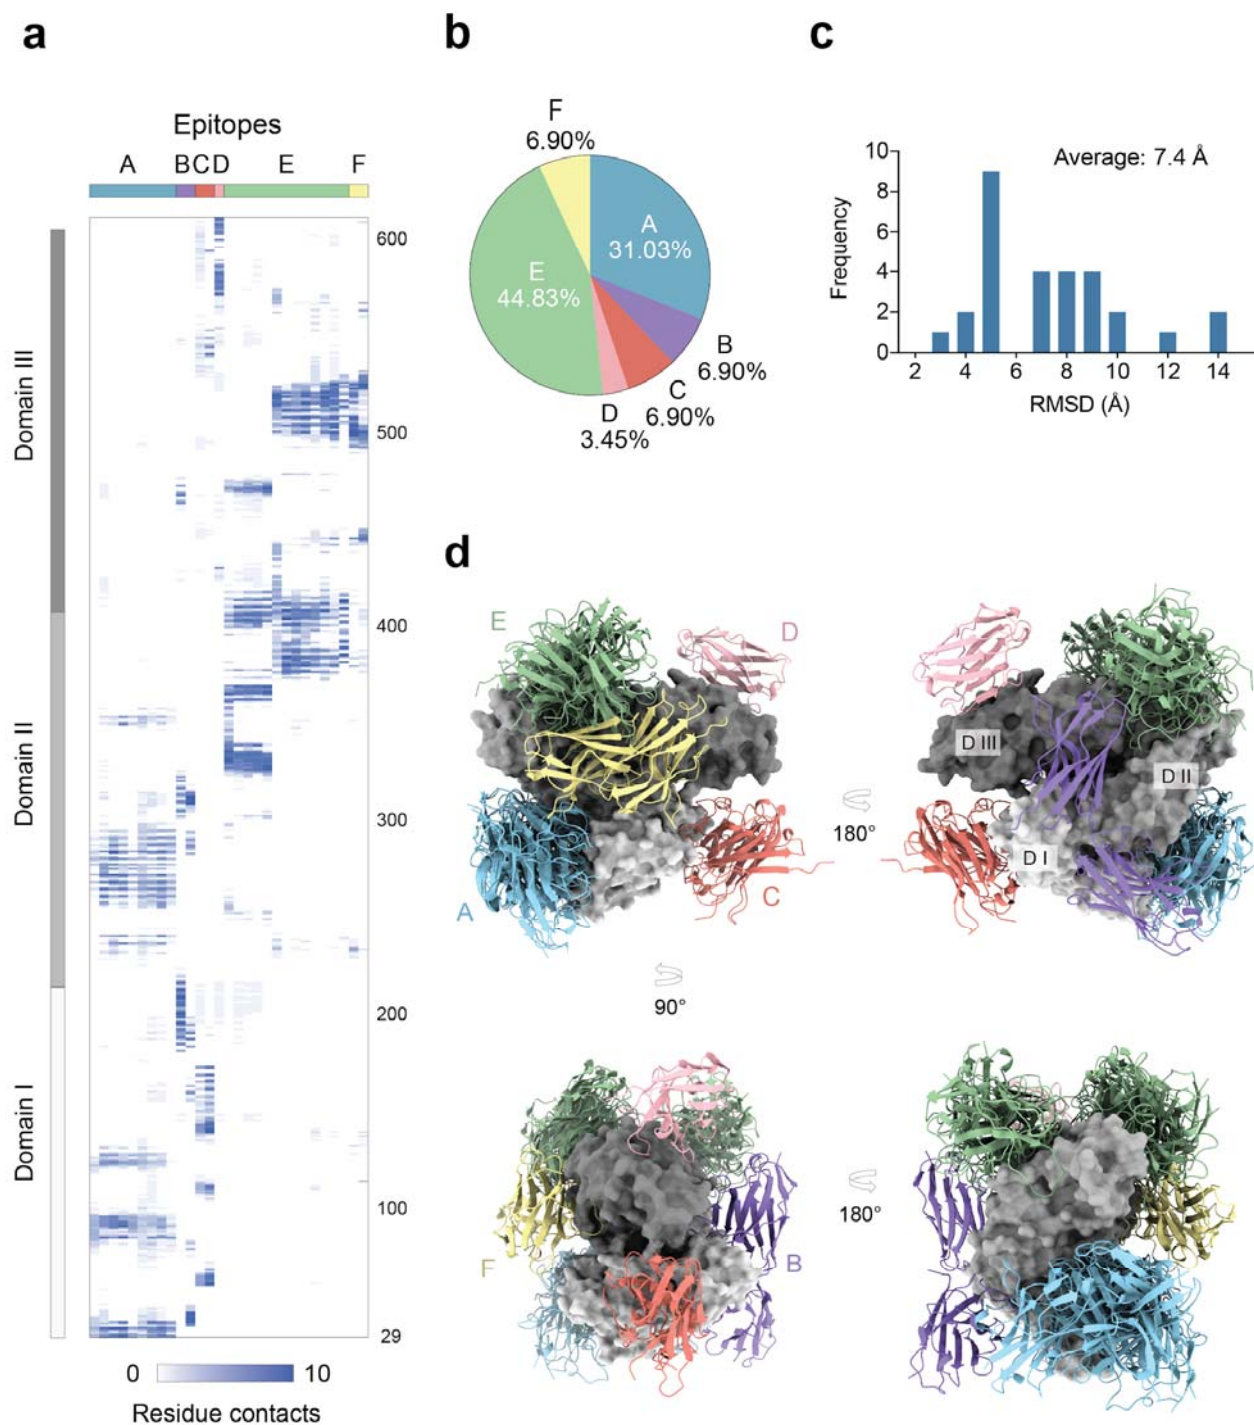 a
Epitopes
A B C D E F
600
500
400
300
200
100
29
Domain III
Domain II
Domain I
0 10
Residue contacts
b
F
6.90%
A
31.03%
E
44.83%
B
6.90%
C
6.90%
D
3.45%
c
Average: 7.4 Å
Frequency
10
8
6
4
2
0
2 4 6 8 10 12 14
RMSD (Å)
d
E
D
A
C
180°
D III
D II
D I
90°
F
B
180°